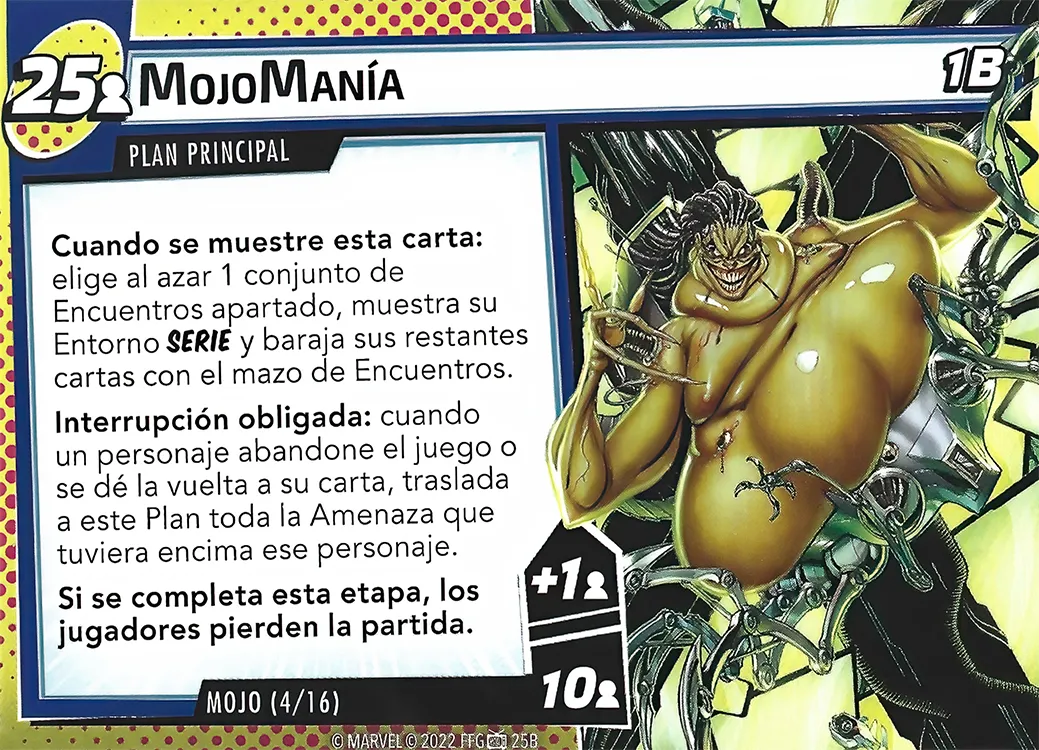 25
MojoManía
1B
PLAN PRINCIPAL
Cuando se muestre esta carta:
elige al azar 1 conjunto de
Encuentros apartado, muestra su
Entorno SERIE y baraja sus restantes
cartas con el mazo de Encuentros.
Interrupción obligada: cuando
un personaje abandone el juego o
se dé la vuelta a su carta, traslada
a este Plan toda la Amenaza que
tuviera encima ese personaje.
Si se completa esta etapa, los
jugadores pierden la partida.
+1
10
MOJO (4/16)
© MARVEL © 2022 FFG 25B